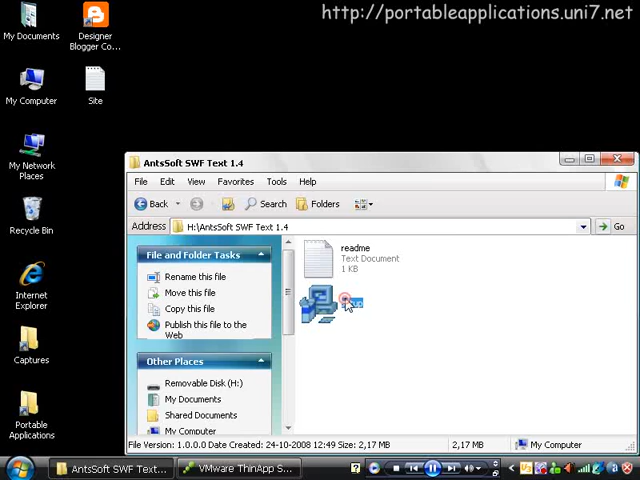 http://portableapplications.uni7.net
My Documents
Designer
Blogger Co...
My Computer
Site
My Network
Places
Recycle Bin
Internet
Explorer
Captures
Portable
Applications
AntsSoft SWF Text 1.4
File Edit View Favorites Tools Help
Back Search Folders
Address H:\AntsSoft SWF Text 1.4 Go
File and Folder Tasks
Rename this file
Move this file
Copy this file
Publish this file to the
Web
Other Places
Removable Disk (H:)
My Documents
Shared Documents
My Computer
readme
Text Document
1 KB
File Version: 1.0.0.0 Date Created: 24-10-2008 12:49 Size: 2,17 MB 2,17 MB My Computer
AntsSoft SWF Text... VMware ThinApp S...